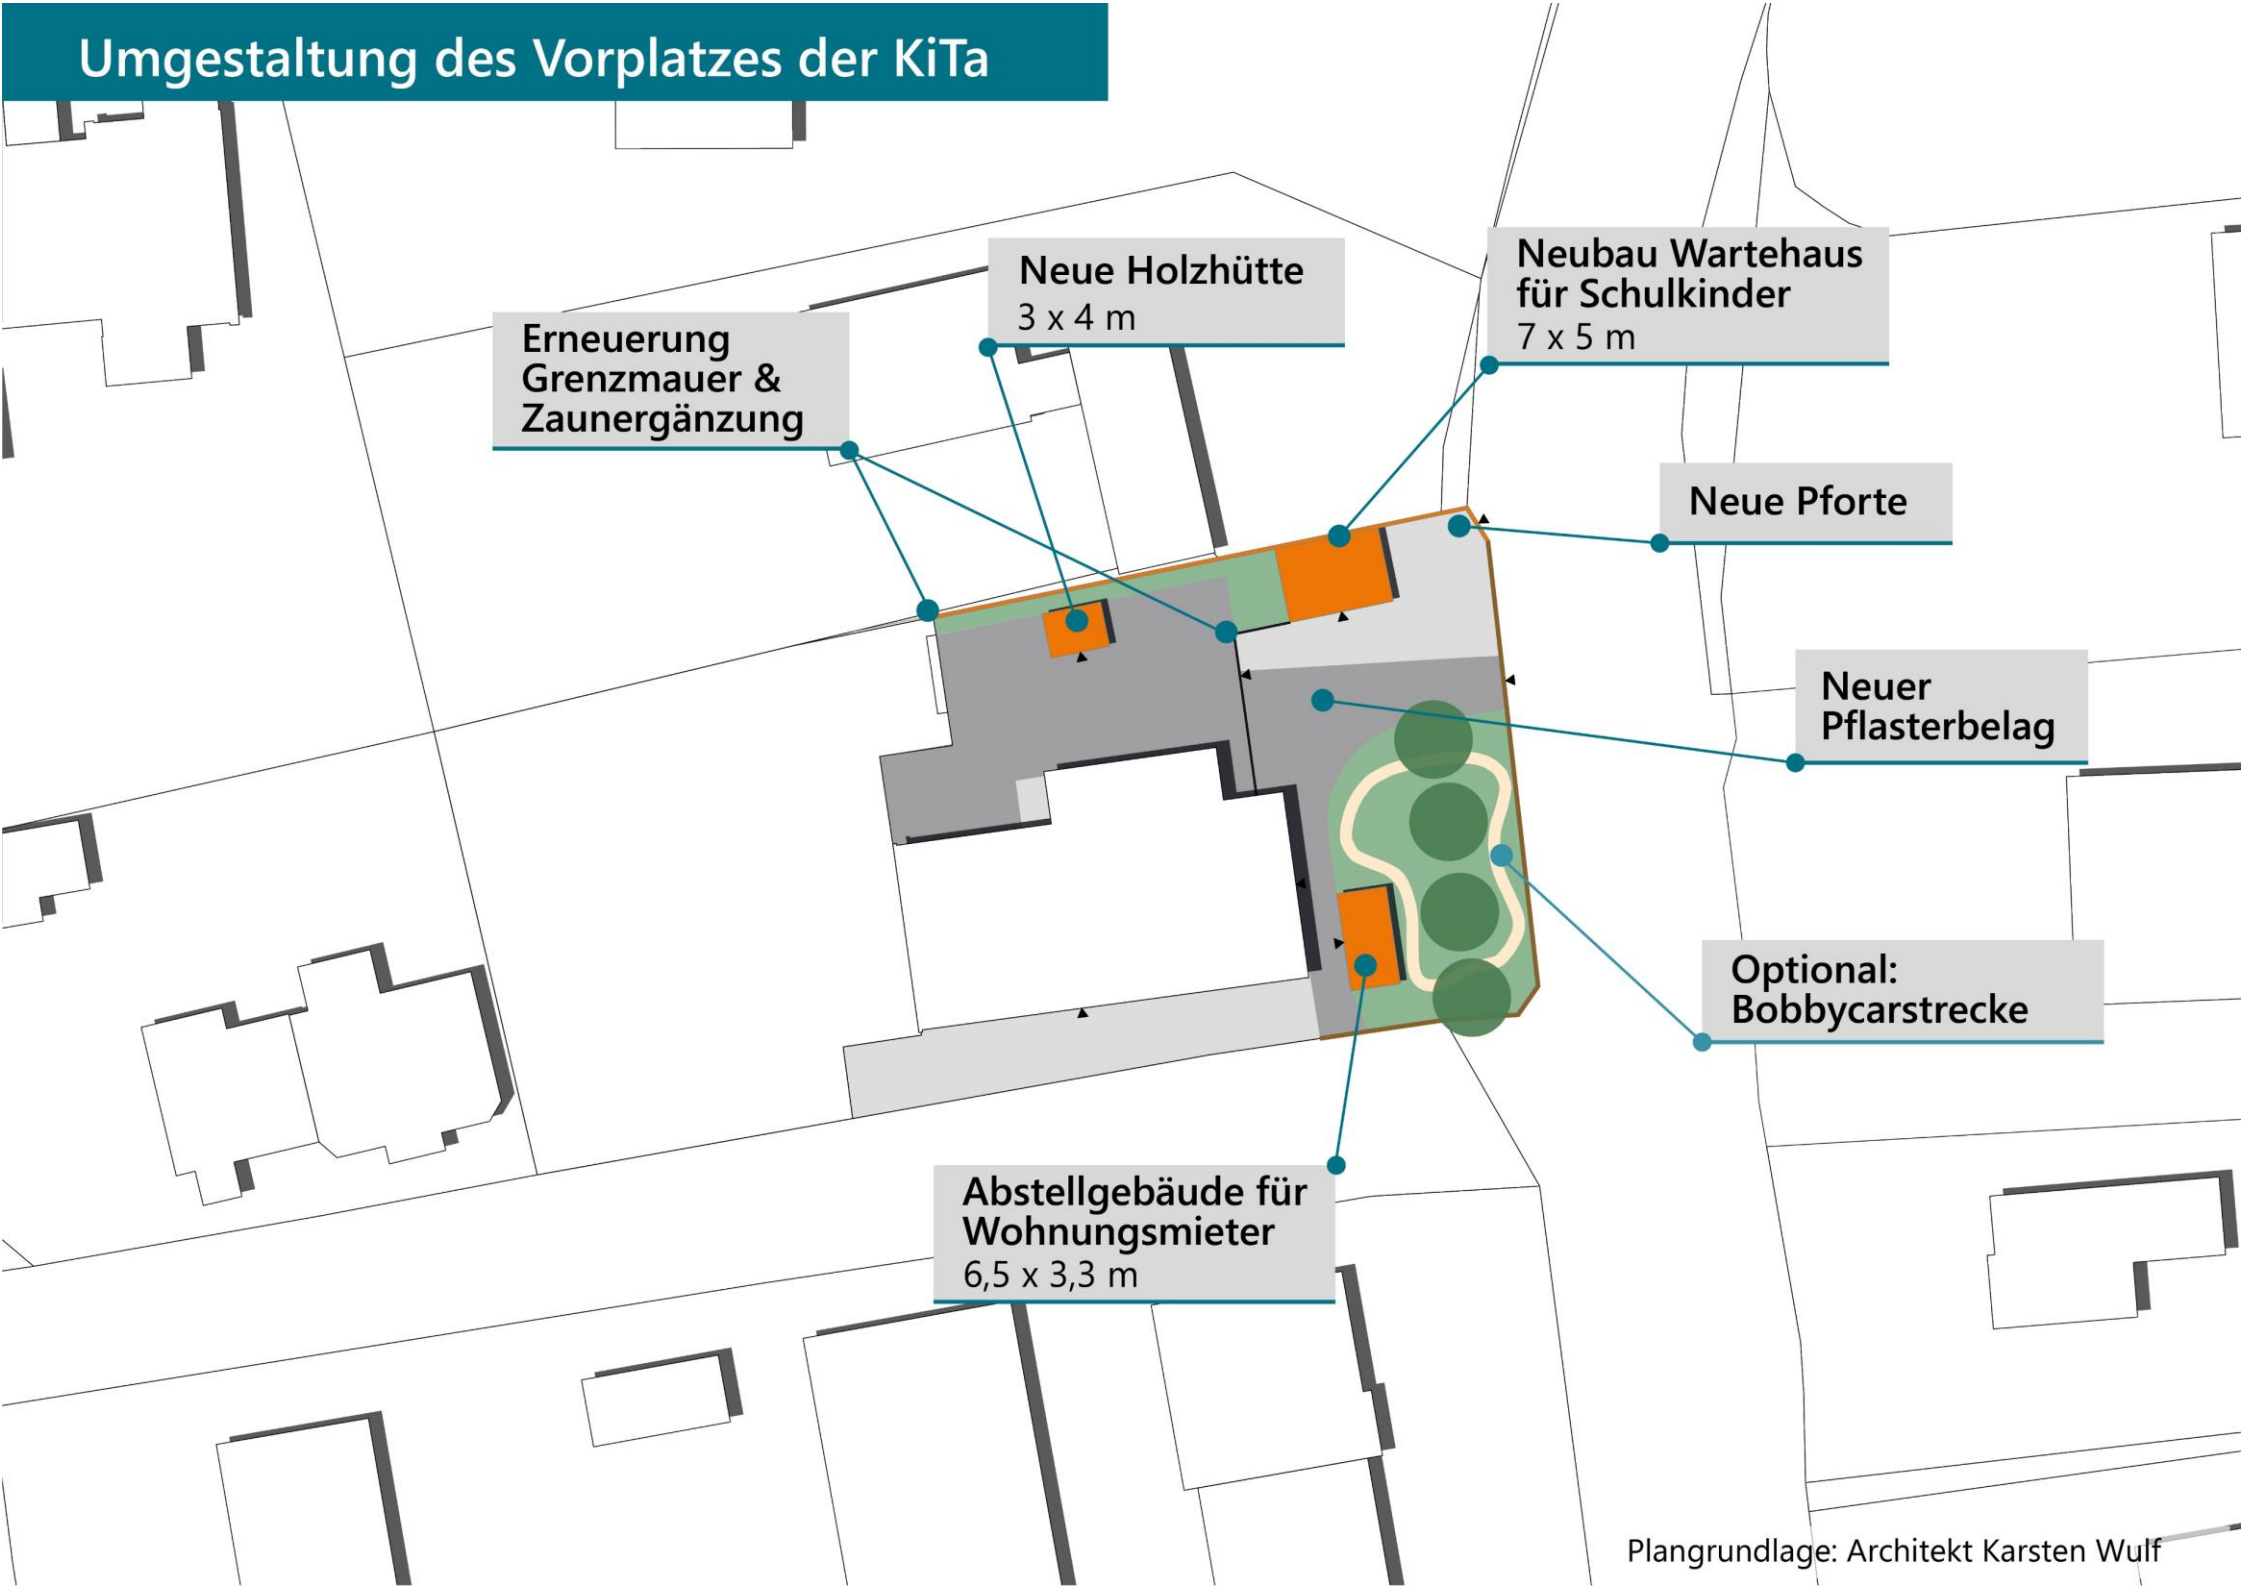 Umgestaltung des Vorplatzes der KiTa
Neubau Wartehaus
für Schulkinder
7 x 5 m
Neue Holzhütte
3 x 4 m
Erneuerung
Grenzmauer &
Zaunergänzung
Neue Pforte
Neuer
Pflasterbelag
Optional:
Bobbycarstrecke
Abstellgebäude für
Wohnungsmieter
6,5 x 3,3 m
Plangrundlage: Architekt Karsten Wulf